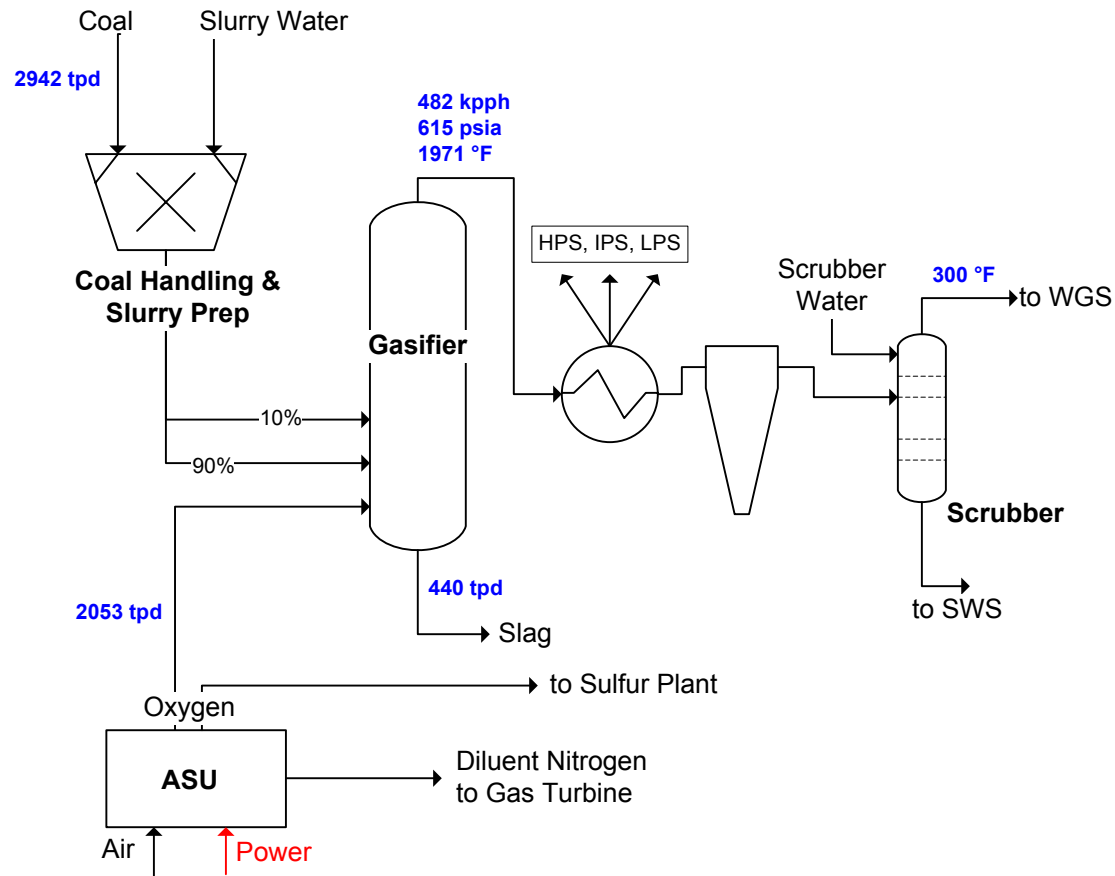 Coal
Slurry Water
2942 tpd
482 kpph
615 psia
1971 °F
HPS, IPS, LPS
Coal Handling &
Slurry Prep
Scrubber
Water
300 °F
to WGS
Gasifier
10%
90%
Scrubber
2053 tpd
440 tpd
to SWS
Slag
to Sulfur Plant
Oxygen
ASU
Diluent Nitrogen
to Gas Turbine
Air
Power